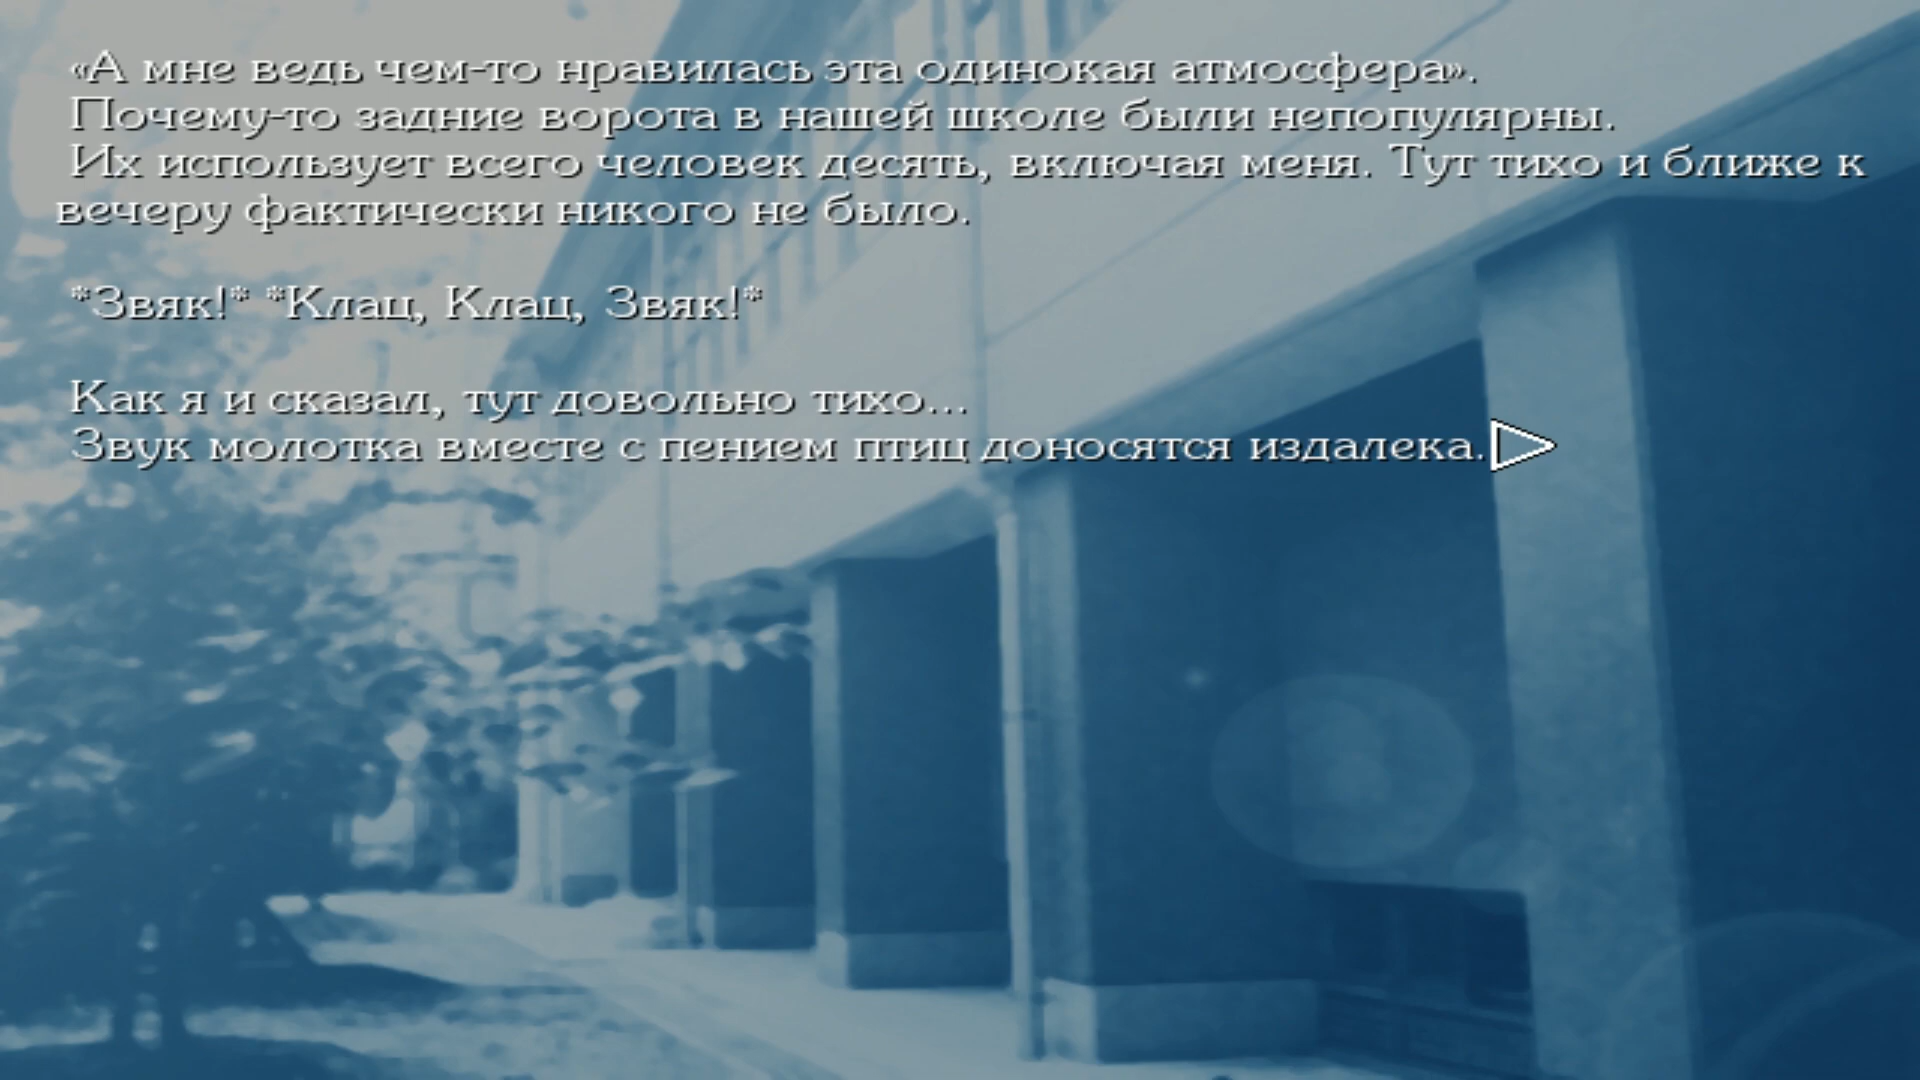 «А мне ведь чем-то нравилась эта одинокая атмосфера».
Почему-то задние ворота в нашей школе были непопулярны.
Их использует всего человек десять, включая меня. Тут тихо и ближе к
вечеру фактически никого не было.
*Звяк!* *Клац, Клац, Звяк!*
Как я и сказал, тут довольно тихо...
Звук молотка вместе с пением птиц доносятся издалека.